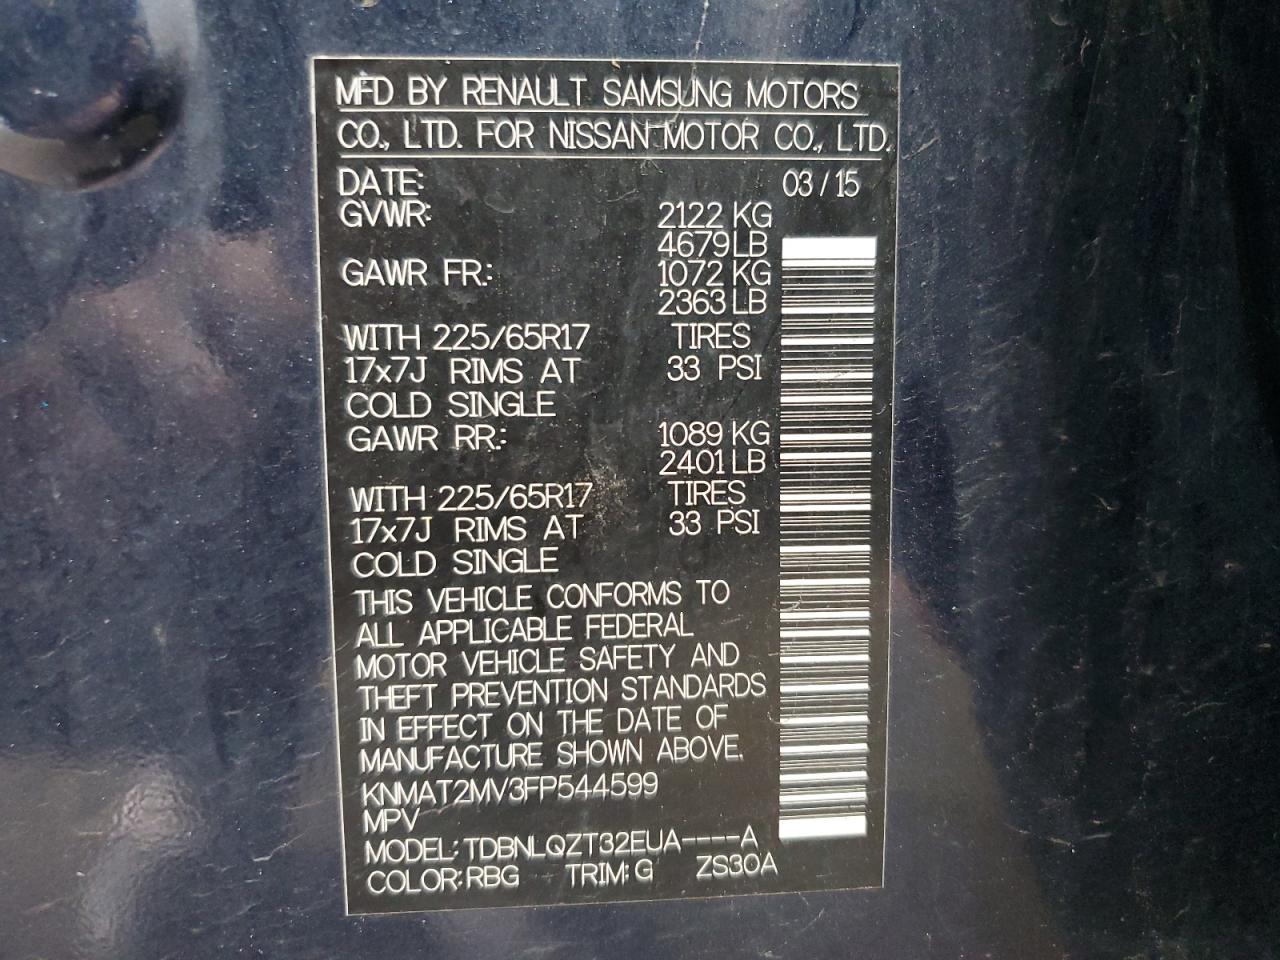 MFD BY RENAULT SAMSUNG MOTORS
CO., LTD. FOR NISSAN MOTOR CO., LTD.
DATE: 03 / 15
GVWR: 2122 KG
4679 LB
GAWR FR.: 1072 KG
2363 LB
WITH 225/65R17 TIRES
17x7J RIMS AT 33 PSI
COLD SINGLE
GAWR RR.: 1089 KG
2401 LB
WITH 225/65R17 TIRES
17x7J RIMS AT 33 PSI
COLD SINGLE
THIS VEHICLE CONFORMS TO
ALL APPLICABLE FEDERAL
MOTOR VEHICLE SAFETY AND
THEFT PREVENTION STANDARDS
IN EFFECT ON THE DATE OF
MANUFACTURE SHOWN ABOVE.
KNMAT2MV3FP544599
MPV
MODEL: TDBNLQZT32EUA----A
COLOR: RBG TRIM: G ZS30A